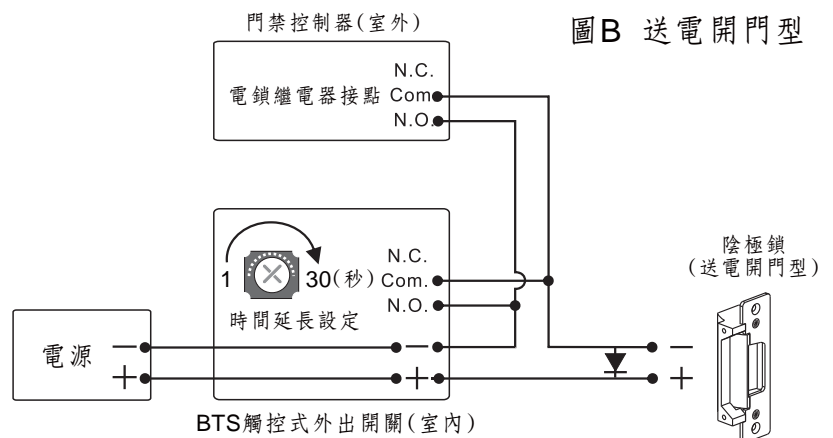 門禁控制器(室外)
圖B 送電開門型
N.C.
電鎖繼電器接點 Com
N.O.
N.C.
1 30(秒) Com.
N.O.
時間延長設定
陰極鎖
(送電開門型)
電源 － － －
＋ ＋ ＋
BTS觸控式外出開關(室內)